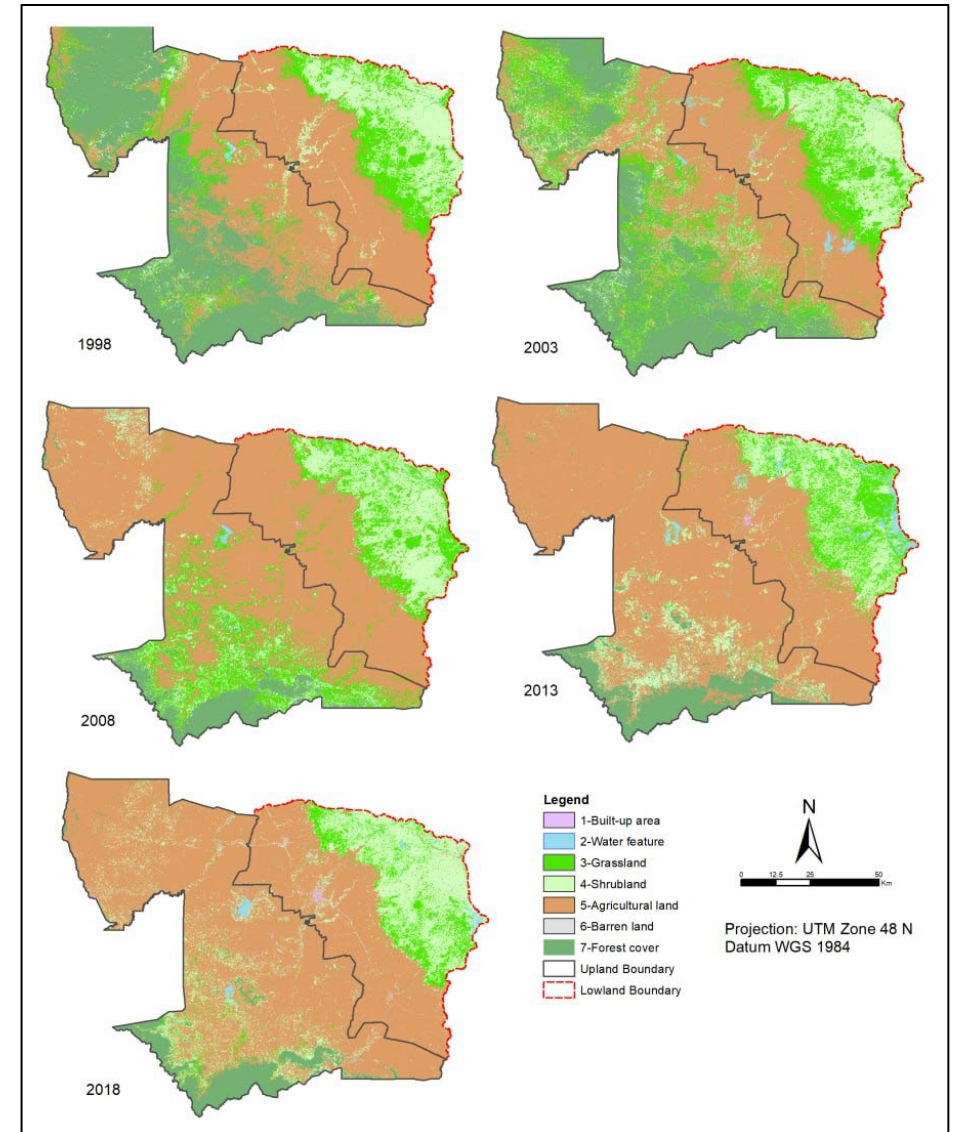 1998
2003
2008
2013
2018
Legend
1-Built-up area
2-Water feature
3-Grassland
4-Shrubland
5-Agricultural land
6-Barren land
7-Forest cover
Upland Boundary
Lowland Boundary
N
0 12.5 25 50
Km
Projection: UTM Zone 48 N
Datum WGS 1984